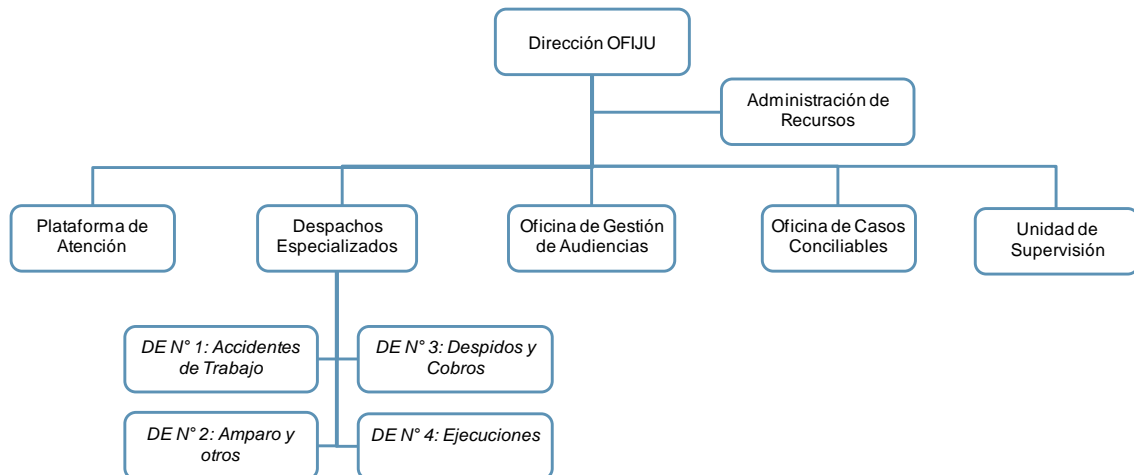 Dirección OFIJU
Administración de
Recursos
Plataforma de
Atención
Despachos
Especializados
Oficina de Gestión
de Audiencias
Oficina de Casos
Conciliables
Unidad de
Supervisión
DE N° 1: Accidentes
de Trabajo
DE N° 3: Despidos y
Cobros
DE N° 2: Amparo y
otros
DE N° 4: Ejecuciones